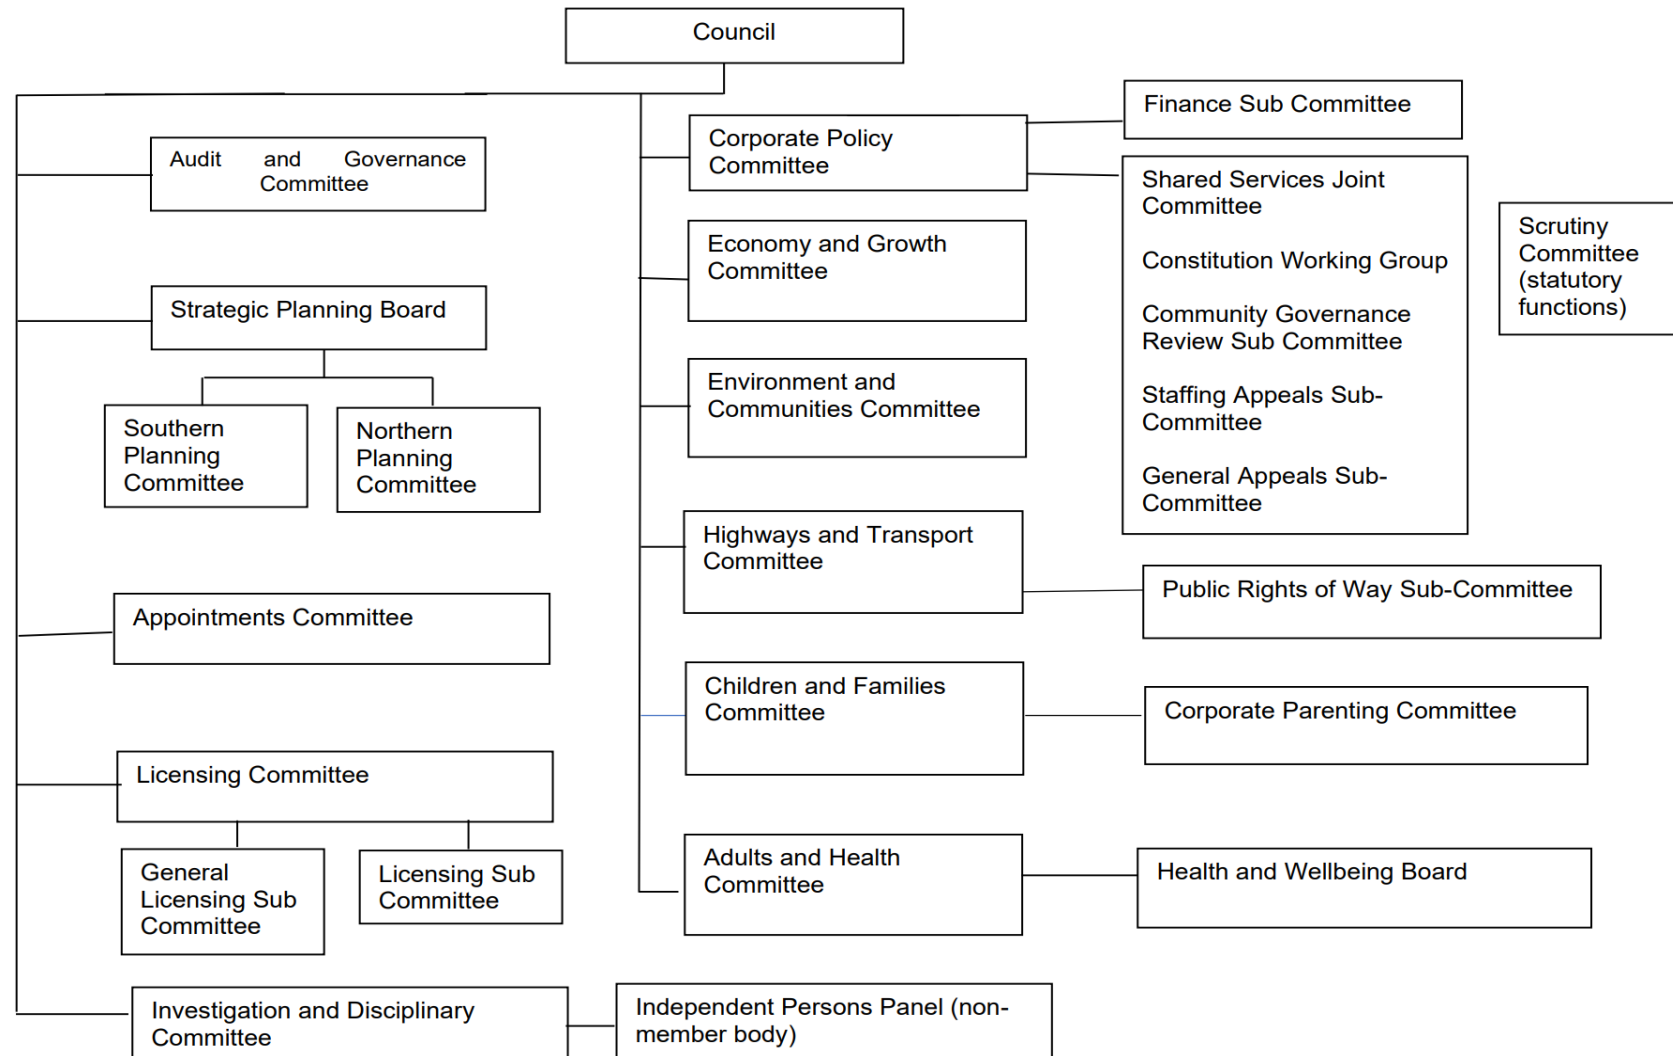 Council
Audit and Governance
Committee
Strategic Planning Board
Southern
Planning
Committee
Northern
Planning
Committee
Appointments Committee
Licensing Committee
General
Licensing Sub
Committee
Licensing Sub
Committee
Investigation and Disciplinary
Committee
Independent Persons Panel (non-
member body)
Corporate Policy
Committee
Economy and Growth
Committee
Environment and
Communities Committee
Highways and Transport
Committee
Children and Families
Committee
Adults and Health
Committee
Finance Sub Committee
Shared Services Joint
Committee
Constitution Working Group
Community Governance
Review Sub Committee
Staffing Appeals Sub-
Committee
General Appeals Sub-
Committee
Public Rights of Way Sub-Committee
Corporate Parenting Committee
Health and Wellbeing Board
Scrutiny
Committee
(statutory
functions)